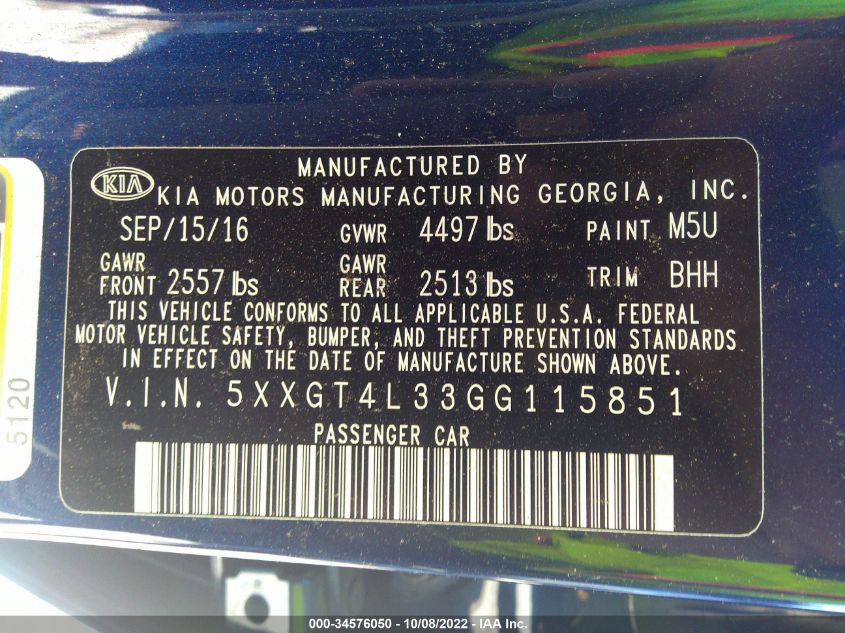 MANUFACTURED BY
KIA KIA MOTORS MANUFACTURING GEORGIA, INC.
SEP/15/16 GVWR 4497 lbs PAINT M5U
GAWR FRONT 2557 lbs GAWR REAR 2513 lbs TRIM BHH
THIS VEHICLE CONFORMS TO ALL APPLICABLE U.S.A. FEDERAL
MOTOR VEHICLE SAFETY, BUMPER, AND THEFT PREVENTION STANDARDS
IN EFFECT ON THE DATE OF MANUFACTURE SHOWN ABOVE.
V.I.N. 5XXGT4L33GG115851
PASSENGER CAR
5120
000-34576050 - 10/08/2022 - IAA Inc.